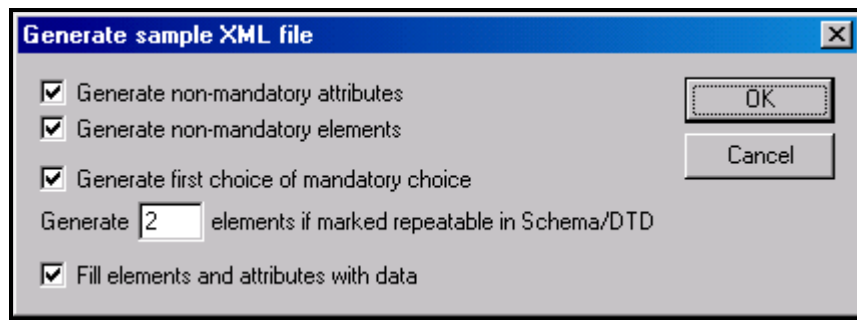 Generate sample XML file
Generate non-mandatory attributes
OK
Generate non-mandatory elements
Cancel
Generate first choice of mandatory choice
Generate 2 elements if marked repeatable in Schema/DTD
Fill elements and attributes with data